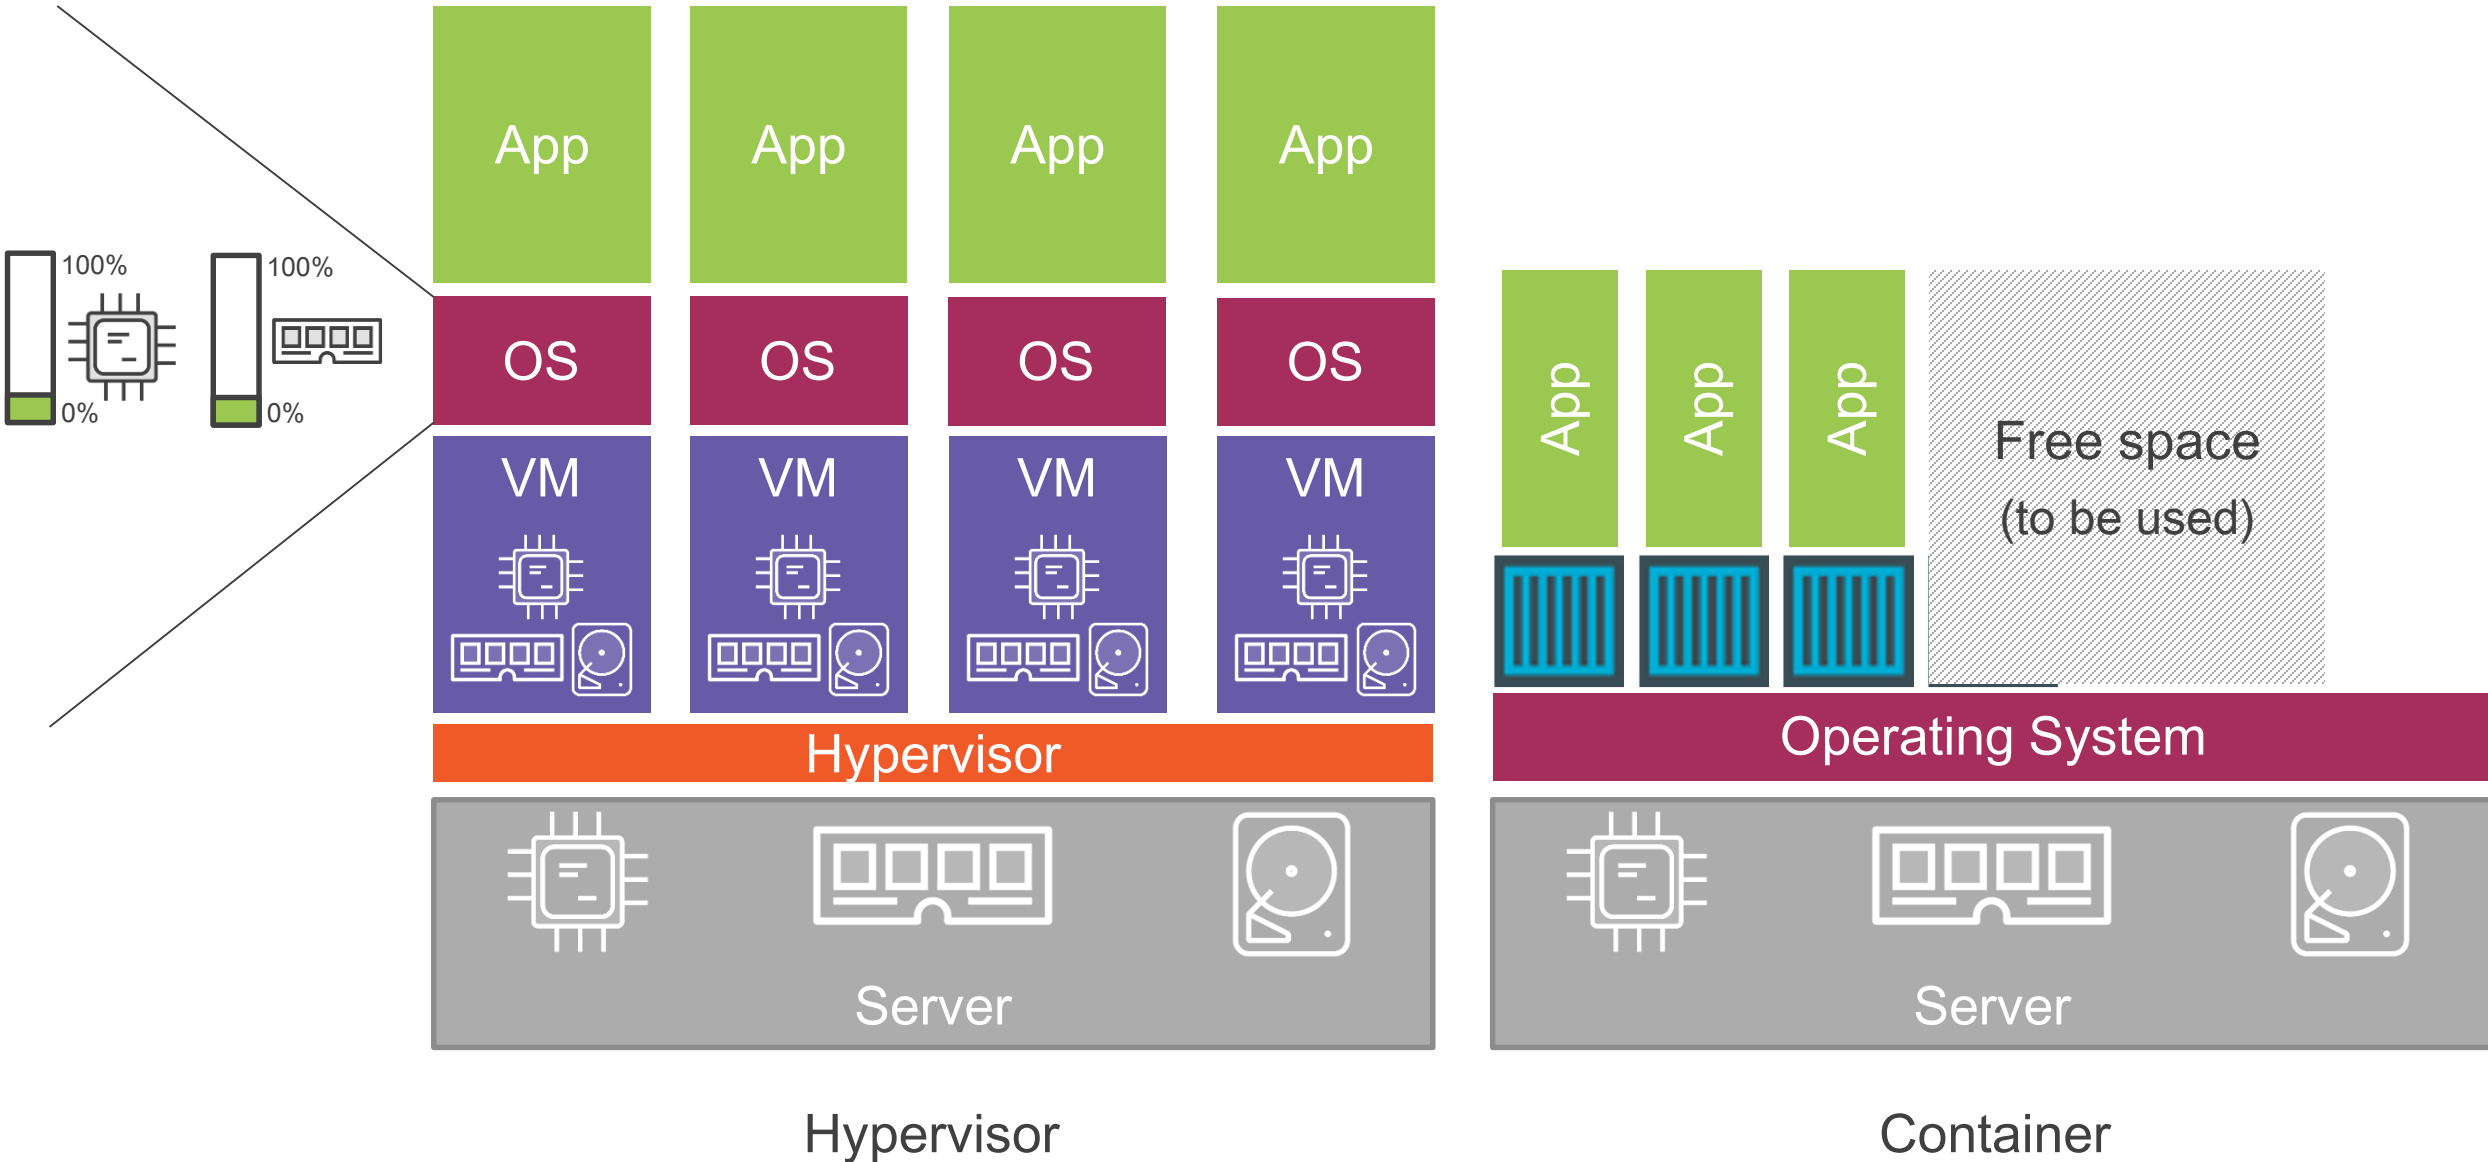 App
App
App
App
100%
0%
100%
0%
OS
OS
OS
OS
VM
VM
VM
VM
Hypervisor
Server
Hypervisor
App
App
App
Free space
(to be used)
Operating System
Server
Container